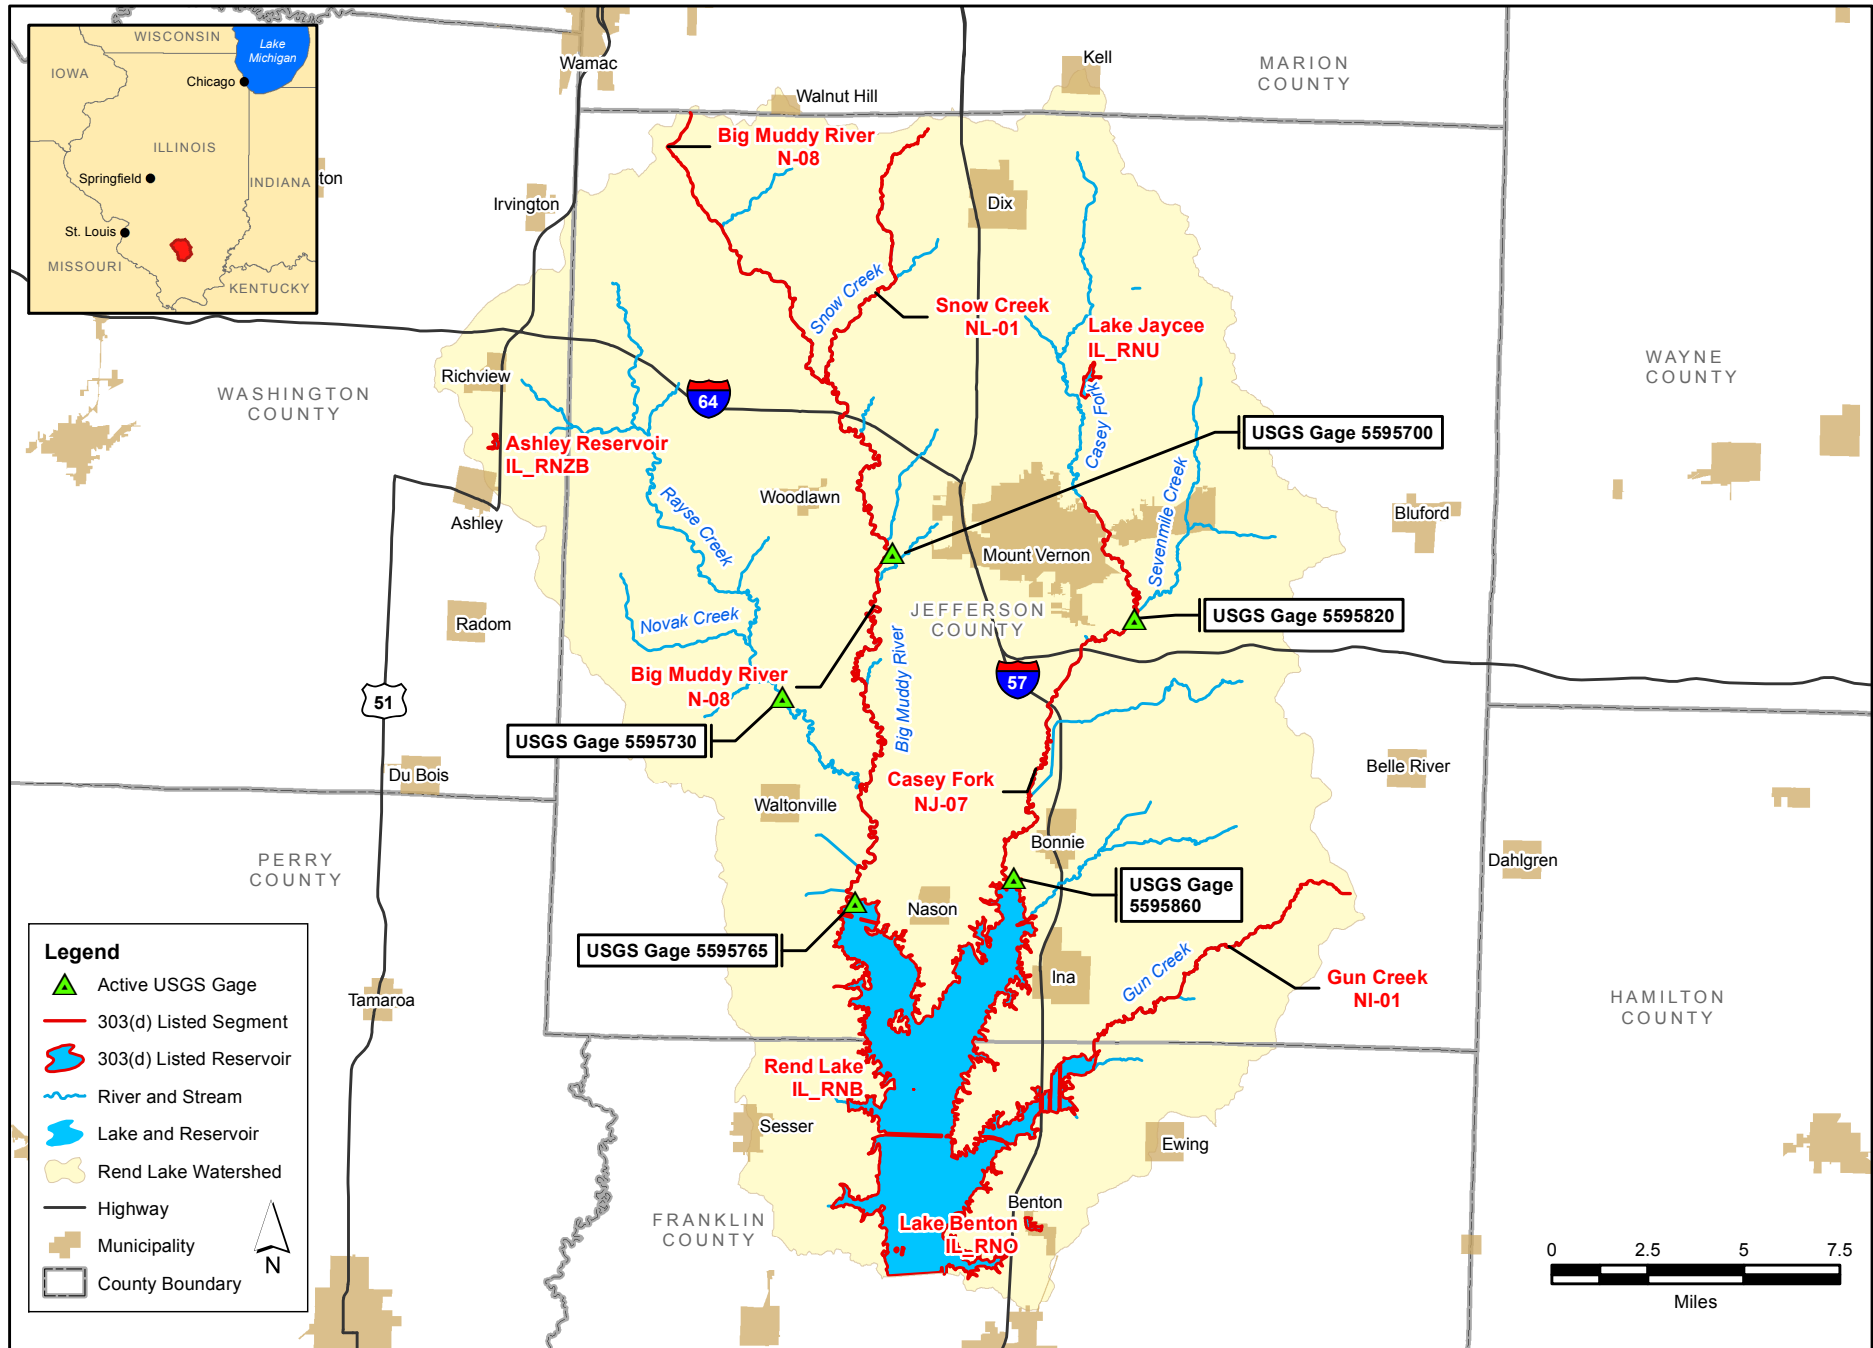 WISCONSIN
Lake
Michigan
IOWA
Chicago
ILLINOIS
INDIANA
Springfield
St. Louis
MISSOURI
KENTUCKY
ton
Wamac
Kell
MARION
COUNTY
Walnut Hill
Big Muddy River
N-08
Irvington
Dix
Snow Creek
Snow Creek
NL-01
Lake Jaycee
IL_RNU
WAYNE
COUNTY
Richview
WASHINGTON
COUNTY
64
Casey Fork
USGS Gage 5595700
Ashley Reservoir
IL_RNZB
Ashley
Woodlawn
Rayse Creek
Sevenmile Creek
Bluford
Mount Vernon
JEFFERSON
COUNTY
USGS Gage 5595820
Radom
Novak Creek
Big Muddy River
N-08
Big Muddy River
57
51
USGS Gage 5595730
Du Bois
Waltonville
Casey Fork
NJ-07
Belle River
Bonnie
PERRY
COUNTY
Dahlgren
USGS Gage
5595860
Nason
USGS Gage 5595765
Ina
Gun Creek
Gun Creek
NI-01
HAMILTON
COUNTY
Tamaroa
Rend Lake
IL_RNB
Sesser
Ewing
Benton
Lake Benton
IL_RNO
FRANKLIN
COUNTY
Legend
Active USGS Gage
303(d) Listed Segment
303(d) Listed Reservoir
River and Stream
Lake and Reservoir
Rend Lake Watershed
Highway
Municipality
County Boundary
N
0 2.5 5 7.5
Miles